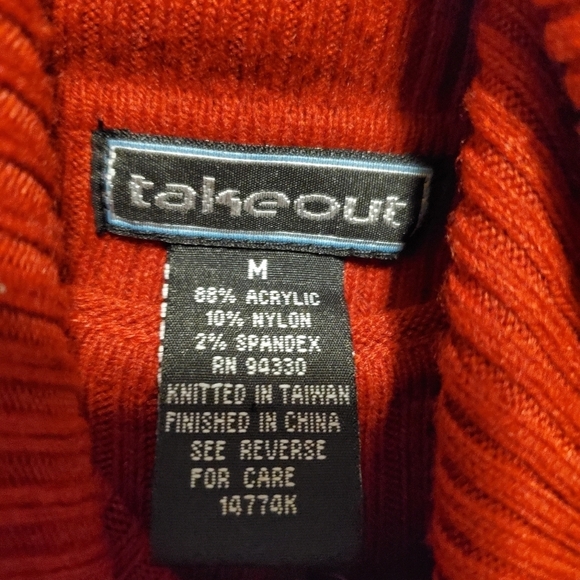 takeout
M
88% ACRYLIC
10% NYLON
2% SPANDEX
RN 94330
KNITTED IN TAIWAN
FINISHED IN CHINA
SEE REVERSE
FOR CARE
14774K